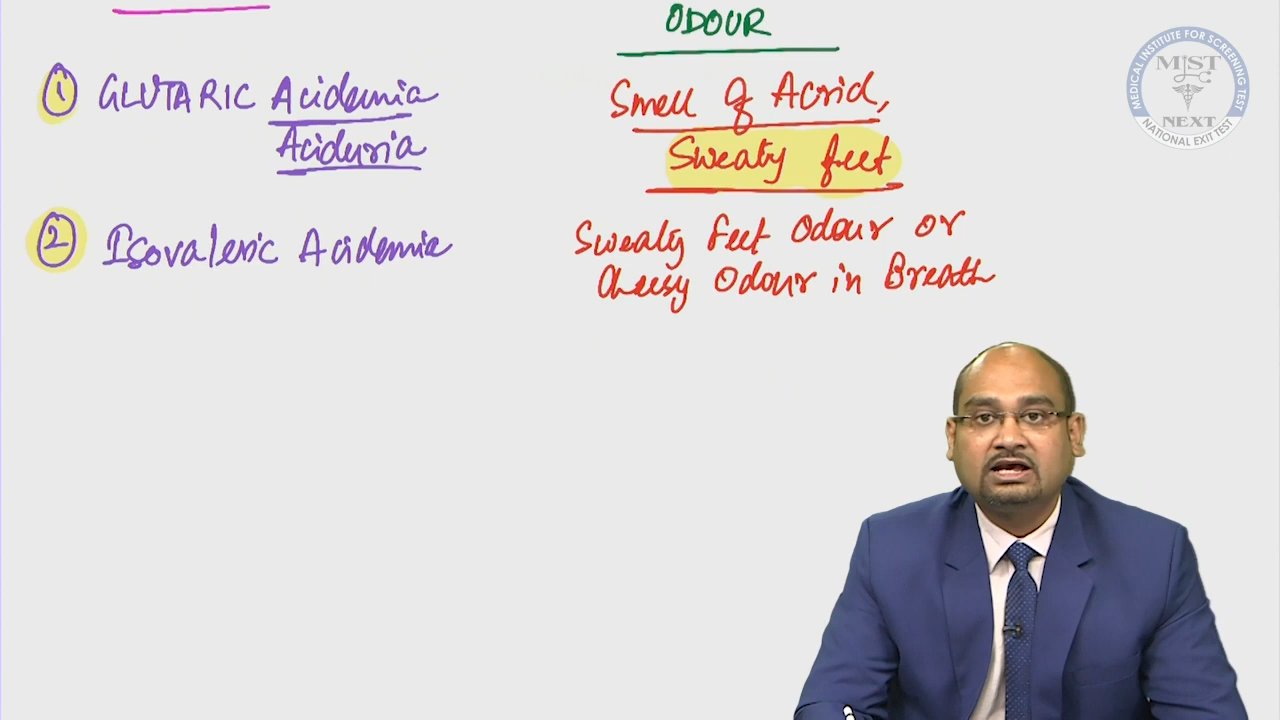 ODOUR
① GLUTARIC Acidemia
Aciduria
Smell of Acrid,
Sweaty feet
② Isovaleric Acidemia
Sweaty feet Odour or
Cheesy Odour in Breath
MEDICAL INSTITUTE FOR SCREENING TEST
MIST
NEXT
NATIONAL EXIT TEST